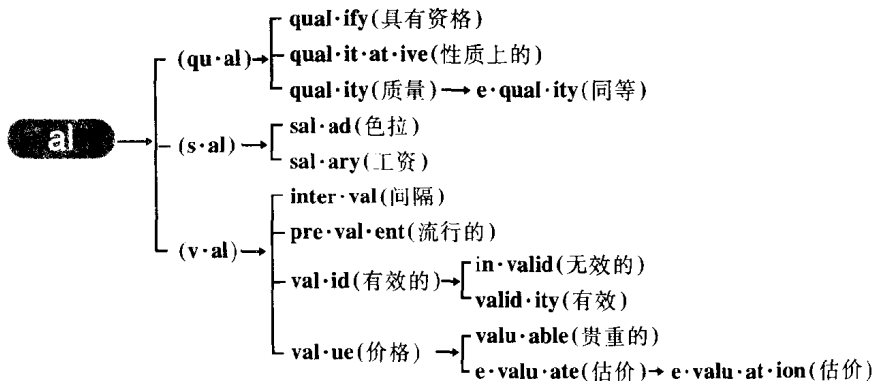 qual·ify(具有资格)
(qu·al)→ qual·it·at·ive(性质上的)
qual·ity(质量)→ e·qual·ity(同等)
al → (s·al)→ sal·ad(色拉)
sal·ary(工资)
inter·val(间隔)
pre·val·ent(流行的)
(v·al)→ val·id(有效的)→ in·valid(无效的)
valid·ity(有效)
val·ue(价格) → valu·able(贵重的)
e·valu·ate(估价)→ e·valu·at·ion(估价)